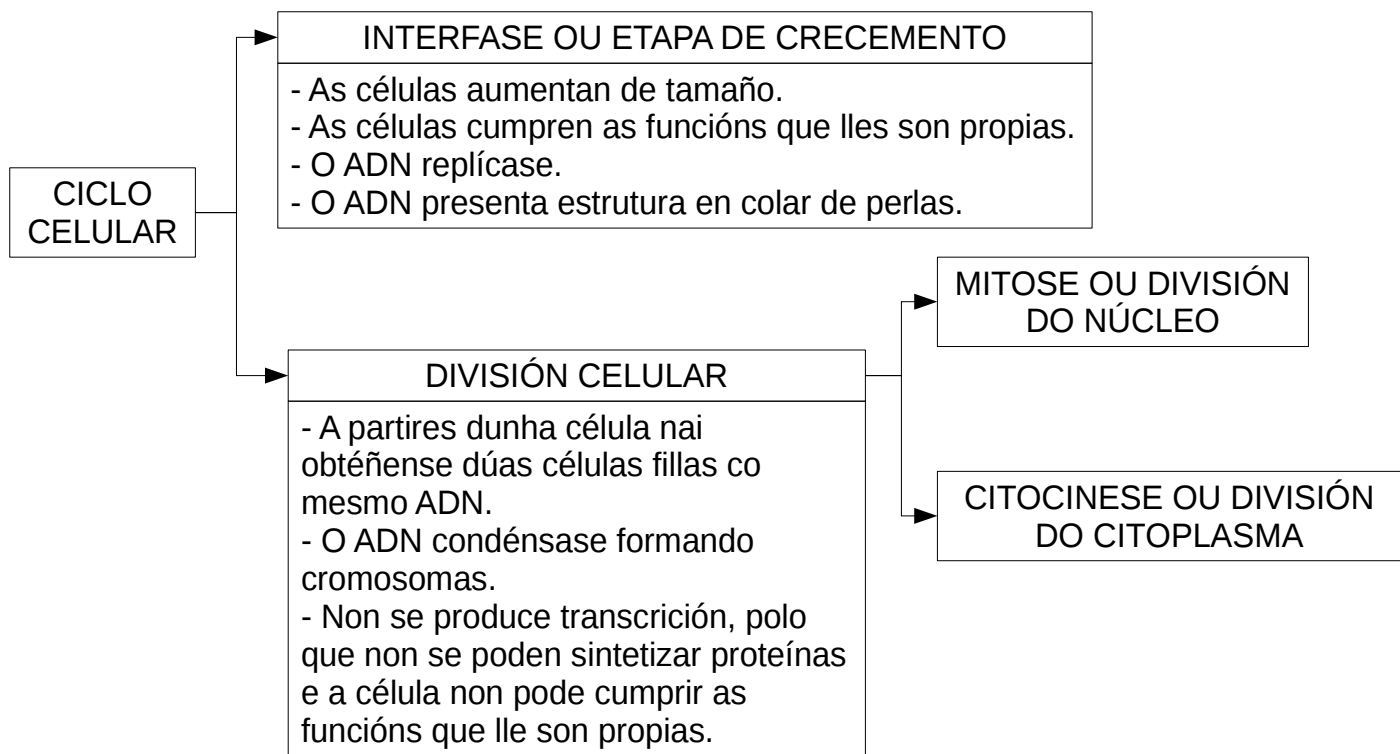 CICLO
CELULAR
INTERFASE OU ETAPA DE CRECEMENTO
- As células aumentan de tamaño.
- As células cumpren as funcións que lles son propias.
- O ADN replícase.
- O ADN presenta estrutura en colar de perlas.
DIVISIÓN CELULAR
- A partires dunha célula nai
obtéñense dúas células fillas co
mesmo ADN.
- O ADN condénsase formando
cromosomas.
- Non se produce transcrición, polo
que non se poden sintetizar proteínas
e a célula non pode cumprir as
funcións que lle son propias.
MITOSE OU DIVISIÓN
DO NÚCLEO
CITOCINESE OU DIVISIÓN
DO CITOPLASMA